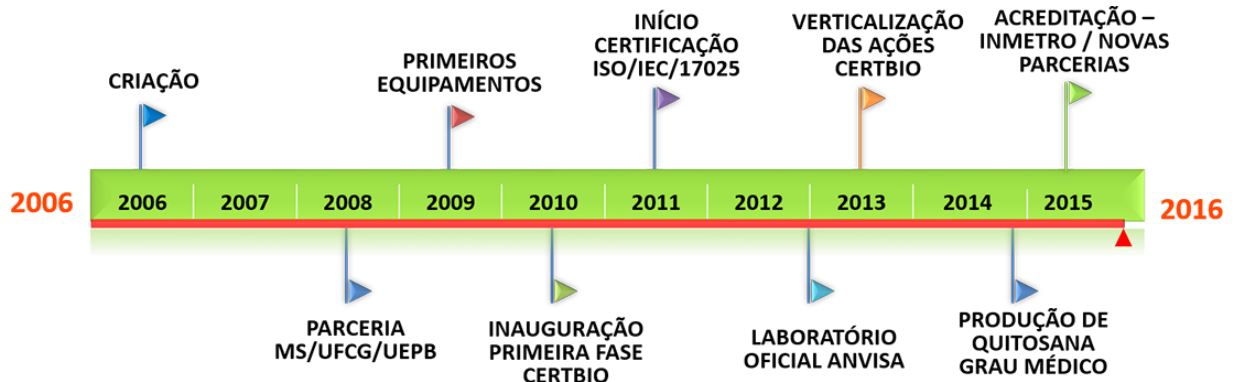 CRIAÇÃO
PRIMEIROS
EQUIPAMENTOS
INÍCIO
CERTIFICAÇÃO
ISO/IEC/17025
VERTICALIZAÇÃO
DAS AÇÕES
CERTBIO
ACREDITAÇÃO –
INMETRO / NOVAS
PARCERIAS
2006
2006 2007 2008 2009 2010 2011 2012 2013 2014 2015
2016
PARCERIA
MS/UFCG/UEPB
INAUGURAÇÃO
PRIMEIRA FASE
CERTBIO
LABORATÓRIO
OFICIAL ANVISA
PRODUÇÃO DE
QUITOSANA
GRAU MÉDICO